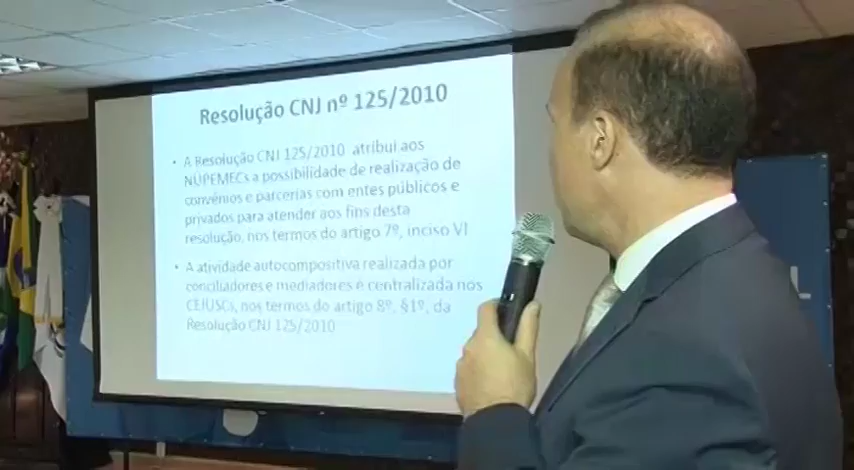 Resolução CNJ nº 125/2010
• A Resolução CNJ 125/2010 atribui aos
NUPEMECs a possibilidade de realização de
convênios e parcerias com entes públicos e
privados para atender aos fins desta
resolução, nos termos do artigo 7º, inciso VI
• A atividade autocompositiva realizada por
conciliadores e mediadores é centralizada nos
CEJUSCs, nos termos do artigo 8º, §1º, da
Resolução CNJ 125/2010